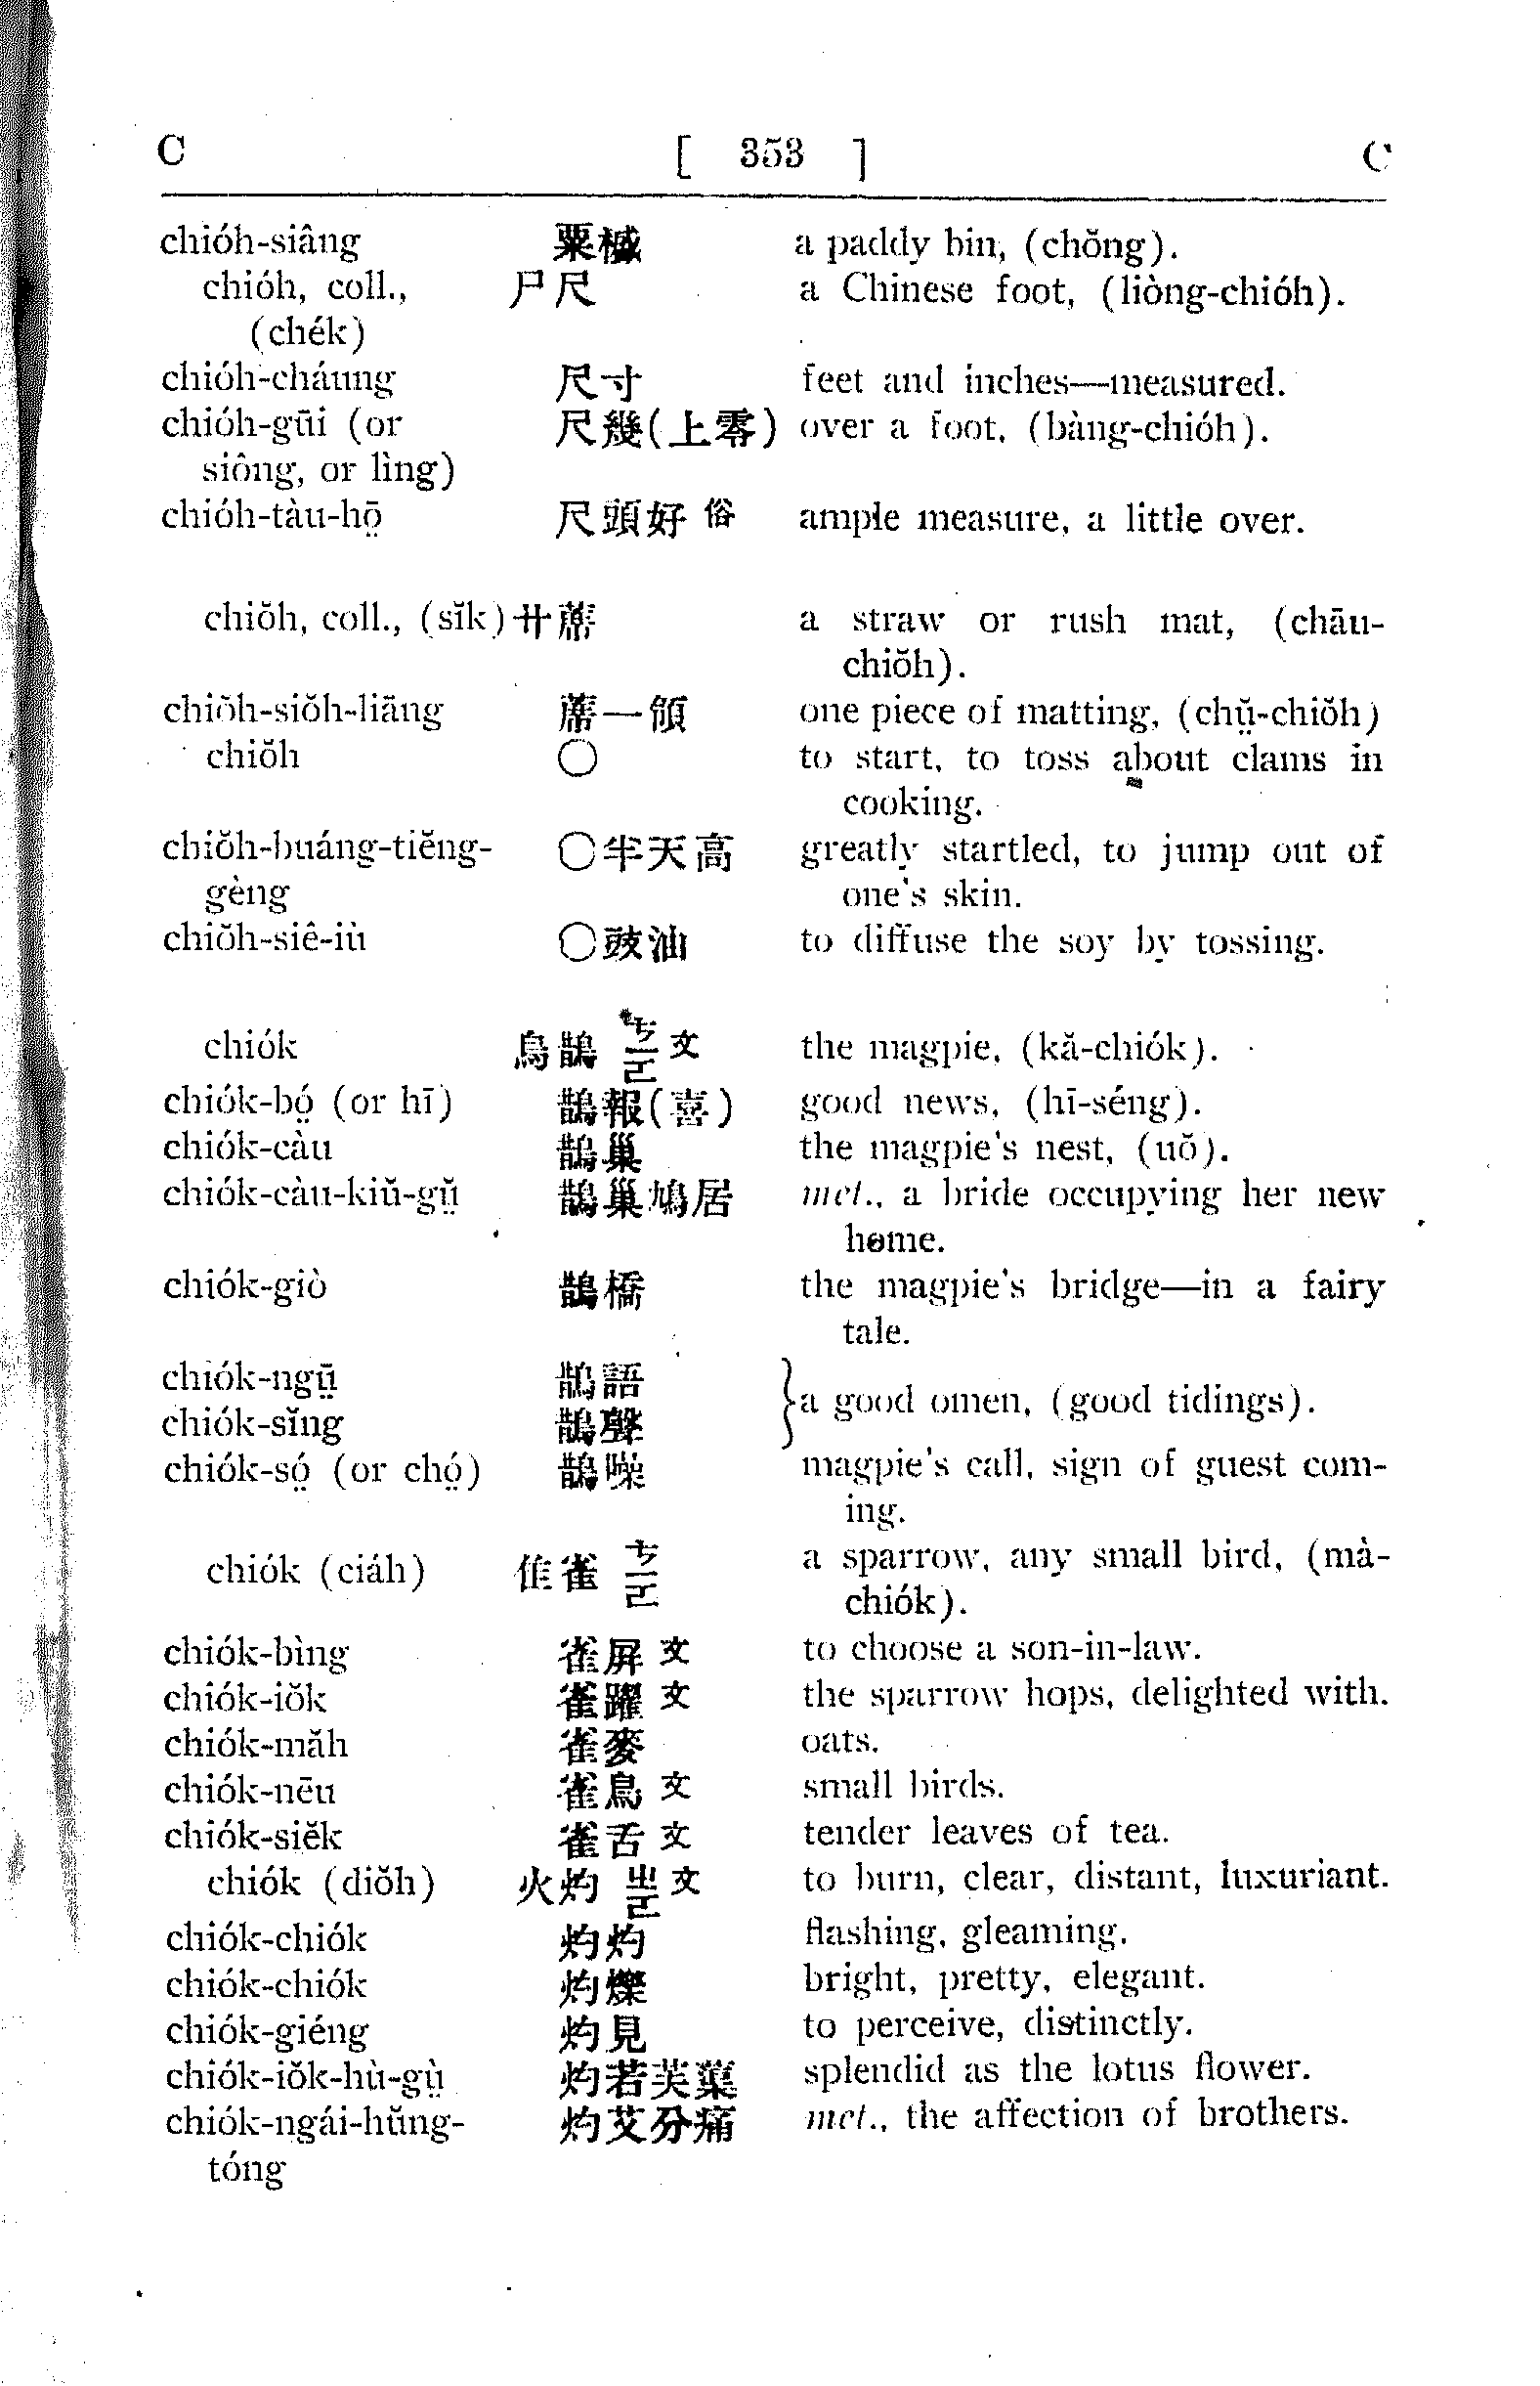 C [ 353 ] C
chióh-siâng 粟槭 a paddy bin, (chŏng).
chióh, coll., 尸尺 a Chinese foot, (liòng-chióh).
(chék)
chióh-cháung 尺寸 feet and inches—measured.
chióh-gūi (or 尺幾(上零) over a foot, (bàng-chióh).
siông, or lìng)
chióh-tàu-hō̤ 尺頭好 俗 ample measure, a little over.
chiŏh, coll., (sĭk) 卄蓆 a straw or rush mat, (chāu-
chiŏh).
chiŏh-siŏh-liāng 蓆一領 one piece of matting, (chṳ̆-chiŏh)
chiŏh 〇 to start, to toss about clams in
cooking.
chiŏh-buáng-tiĕng- 〇半天高 greatly startled, to jump out of
gèng one's skin.
chiŏh-siê-iù 〇豉油 to diffuse the soy by tossing.
chiók 鳥鵲 ㄘㄧㄛ 文 the magpie, (kă-chiók).
chiók-bó̤ (or hī) 鵲報(喜) good news, (hī-séng).
chiók-càu 鵲巢 the magpie's nest, (uŏ).
chiók-càu-kiŭ-gṳ̆ 鵲巢鳩居 met., a bride occupying her new
home.
chiók-giò 鵲橋 the magpie's bridge—in a fairy
tale.
chiók-ngṳ̄ 鵲語 } a good omen, (good tidings).
chiók-sĭng 鵲聲
chiók-só̤ (or chó̤) 鵲噪 magpie's call, sign of guest com-
ing.
chiók (ciáh) 隹雀 ㄘㄧㄛ a sparrow, any small bird, (mà-
chiók).
chiók-bìng 雀屏 文 to choose a son-in-law.
chiók-iŏk 雀躍 文 the sparrow hops, delighted with.
chiók-măh 雀麥 oats.
chiók-nēu 雀鳥 文 small birds.
chiók-siĕk 雀舌 文 tender leaves of tea.
chiók (diŏh) 火灼 ㄓㄛ 文 to burn, clear, distant, luxuriant.
chiók-chiók 灼灼 flashing, gleaming.
chiók-chiók 灼爍 bright, pretty, elegant.
chiók-giéng 灼見 to perceive, distinctly.
chiók-iŏk-hù-gṳ̀ 灼若芙蕖 splendid as the lotus flower.
chiók-ngái-hŭng- 灼艾分痛 met., the affection of brothers.
tóng